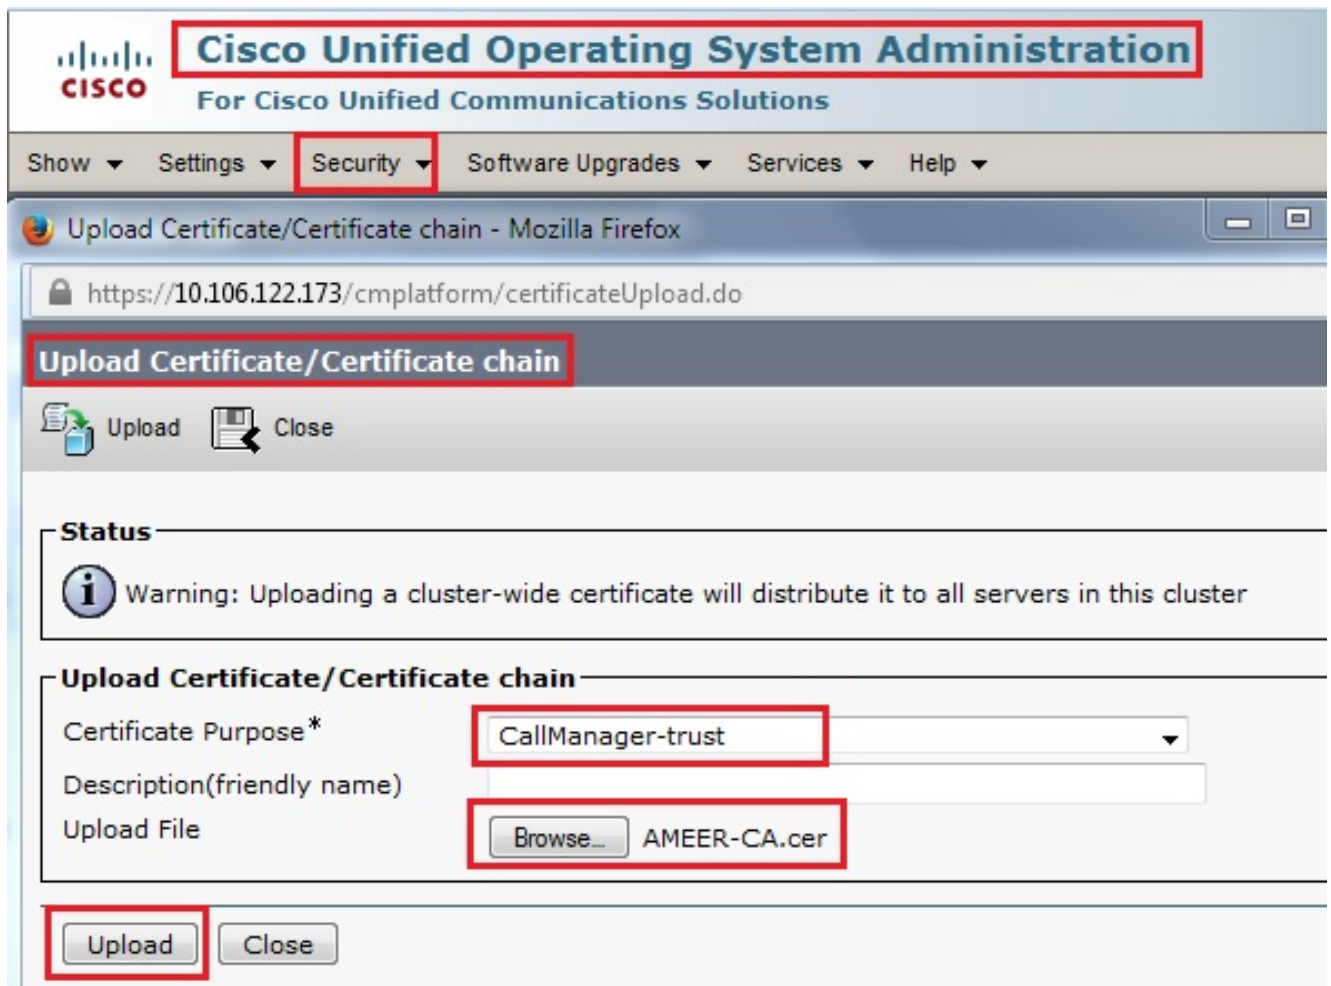 Cisco Unified Operating System Administration
CISCO
For Cisco Unified Communications Solutions
Show Settings Security Software Upgrades Services Help
Upload Certificate/Certificate chain - Mozilla Firefox
https://10.106.122.173/cmplatform/certificateUpload.do
Upload Certificate/Certificate chain
Upload Close
Status
i Warning: Uploading a cluster-wide certificate will distribute it to all servers in this cluster
Upload Certificate/Certificate chain
Certificate Purpose* CallManager-trust
Description(friendly name)
Upload File Browse... AMEER-CA.cer
Upload Close